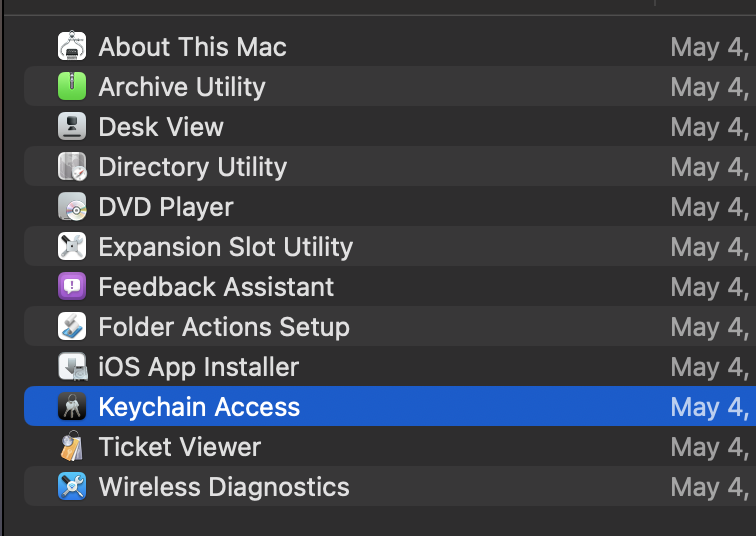 About This Mac May 4,
Archive Utility May 4,
Desk View May 4,
Directory Utility May 4,
DVD Player May 4,
Expansion Slot Utility May 4,
Feedback Assistant May 4,
Folder Actions Setup May 4,
iOS App Installer May 4,
Keychain Access May 4,
Ticket Viewer May 4,
Wireless Diagnostics May 4,